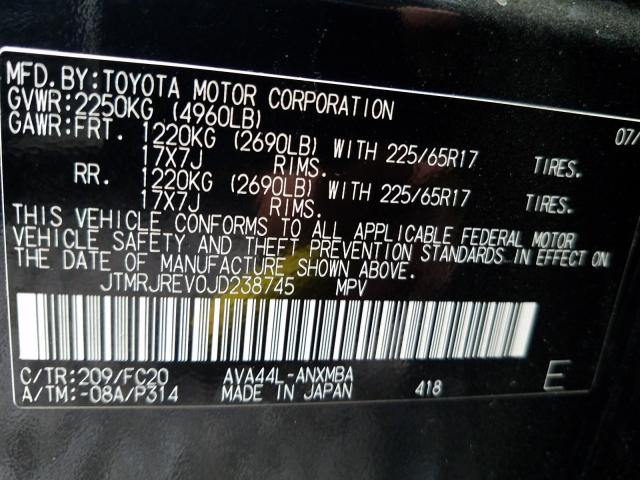 MFD. BY: TOYOTA MOTOR CORPORATION 07/
GVWR: 2250KG (4960LB)
GAWR: FRT. 1220KG (2690LB) WITH 225/65R17 TIRES.
17X7J RIMS.
RR. 1220KG (2690LB) WITH 225/65R17 TIRES.
17X7J RIMS.
THIS VEHICLE CONFORMS TO ALL APPLICABLE FEDERAL MOTOR
VEHICLE SAFETY AND THEFT PREVENTION STANDARDS IN EFFECT ON
THE DATE OF MANUFACTURE SHOWN ABOVE.
JTMRJREV0JD238745 MPV
C/TR: 209/FC20 AVA44L-ANXMBA
A/TM: -08A/P314 MADE IN JAPAN 418 E